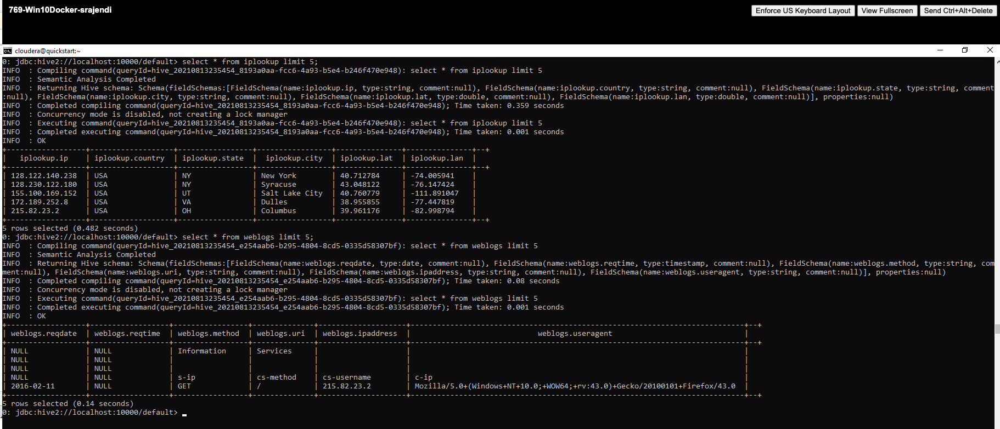 769-Win10Docker-srajendi
Enforce US Keyboard Layout View Fullscreen Send Ctrl+Alt+Delete
cloudera@quickstart:~
0: jdbc:hive2://localhost:10000/default> select * from iplookup limit 5;
INFO  : Compiling command(queryId=hive_20210813235454_8193a0aa-fcc6-4a93-b5e4-b246f470e948): select * from iplookup limit 5
INFO  : Semantic Analysis Completed
INFO  : Returning Hive schema: Schema(fieldSchemas:[FieldSchema(name:iplookup.ip, type:string, comment:null), FieldSchema(name:iplookup.country, type:string, comment:null), FieldSchema(name:iplookup.state, type:string, comment
:null), FieldSchema(name:iplookup.city, type:string, comment:null), FieldSchema(name:iplookup.lat, type:double, comment:null), FieldSchema(name:iplookup.lan, type:double, comment:null)], properties:null)
INFO  : Completed compiling command(queryId=hive_20210813235454_8193a0aa-fcc6-4a93-b5e4-b246f470e948); Time taken: 0.359 seconds
INFO  : Concurrency mode is disabled, not creating a lock manager
INFO  : Executing command(queryId=hive_20210813235454_8193a0aa-fcc6-4a93-b5e4-b246f470e948): select * from iplookup limit 5
INFO  : Completed executing command(queryId=hive_20210813235454_8193a0aa-fcc6-4a93-b5e4-b246f470e948); Time taken: 0.001 seconds
INFO  : OK
| iplookup.ip | iplookup.country | iplookup.state | iplookup.city | iplookup.lat | iplookup.lan |
| 128.122.140.238 | USA | NY | New York | 40.712784 | -74.005941 |
| 128.230.122.180 | USA | NY | Syracuse | 43.048122 | -76.147424 |
| 155.100.169.152 | USA | UT | Salt Lake City | 40.760779 | -111.891047 |
| 172.189.252.8 | USA | VA | Dulles | 38.955855 | -77.447819 |
| 215.82.23.2 | USA | OH | Columbus | 39.961176 | -82.998794 |
5 rows selected (0.482 seconds)
0: jdbc:hive2://localhost:10000/default> select * from weblogs limit 5;
INFO  : Compiling command(queryId=hive_20210813235454_e254aab6-b295-4804-8cd5-0335d58307bf): select * from weblogs limit 5
INFO  : Semantic Analysis Completed
INFO  : Returning Hive schema: Schema(fieldSchemas:[FieldSchema(name:weblogs.reqdate, type:date, comment:null), FieldSchema(name:weblogs.reqtime, type:timestamp, comment:null), FieldSchema(name:weblogs.method, type:string, com
ment:null), FieldSchema(name:weblogs.uri, type:string, comment:null), FieldSchema(name:weblogs.ipaddress, type:string, comment:null), FieldSchema(name:weblogs.useragent, type:string, comment:null)], properties:null)
INFO  : Completed compiling command(queryId=hive_20210813235454_e254aab6-b295-4804-8cd5-0335d58307bf); Time taken: 0.08 seconds
INFO  : Concurrency mode is disabled, not creating a lock manager
INFO  : Executing command(queryId=hive_20210813235454_e254aab6-b295-4804-8cd5-0335d58307bf): select * from weblogs limit 5
INFO  : Completed executing command(queryId=hive_20210813235454_e254aab6-b295-4804-8cd5-0335d58307bf); Time taken: 0.001 seconds
INFO  : OK
| weblogs.reqdate | weblogs.reqtime | weblogs.method | weblogs.uri | weblogs.ipaddress | weblogs.useragent |
| NULL | NULL | Information | Services | | |
| NULL | NULL | | | | |
| NULL | NULL | | | | |
| NULL | NULL | s-ip | cs-method | cs-username | c-ip |
| 2016-02-11 | NULL | GET | / | 215.82.23.2 | Mozilla/5.0+(Windows+NT+10.0;+WOW64;+rv:43.0)+Gecko/20100101+Firefox/43.0 |
5 rows selected (0.14 seconds)
0: jdbc:hive2://localhost:10000/default>